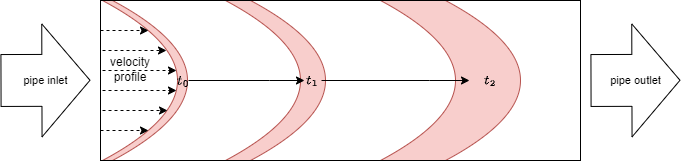 pipe inlet
velocity
profile
t₀
t₁
t₂
pipe outlet